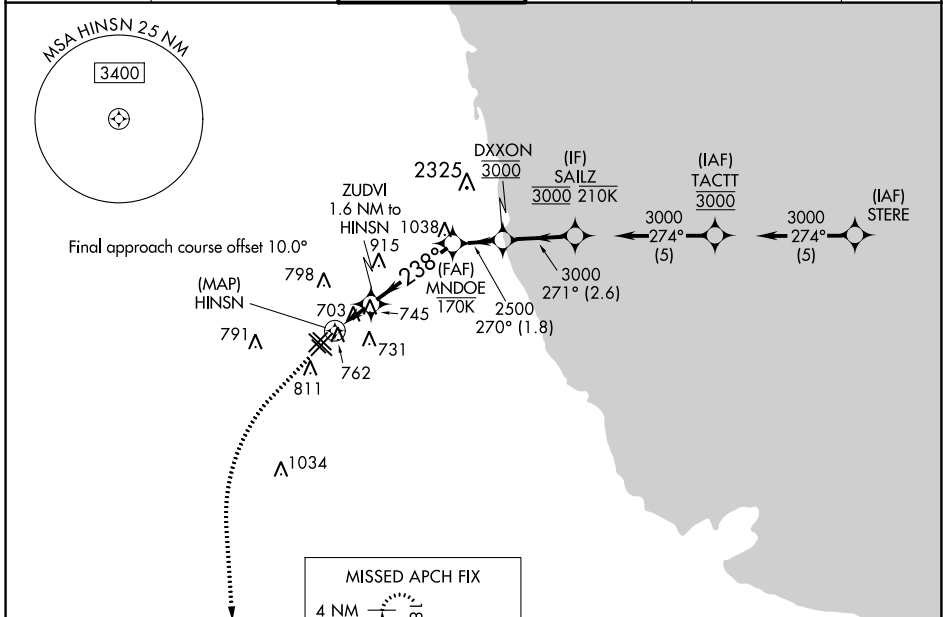 MSA HINSN 25 NM
3400
2325
DXXON
3000
(IF)
SAILZ
3000 210K
(IAF)
TACTT
3000
(IAF)
STERE
ZUDVI
1.6 NM to
HINSN
1038
915
Final approach course offset 10.0°
798
238°
(FAF)
MNDOE
170K
3000
274°
(5)
3000
274°
(5)
3000
271° (2.6)
2500
270° (1.8)
(MAP)
HINSN
703
745
791
731
762
811
1034
MISSED APCH FIX
4 NM